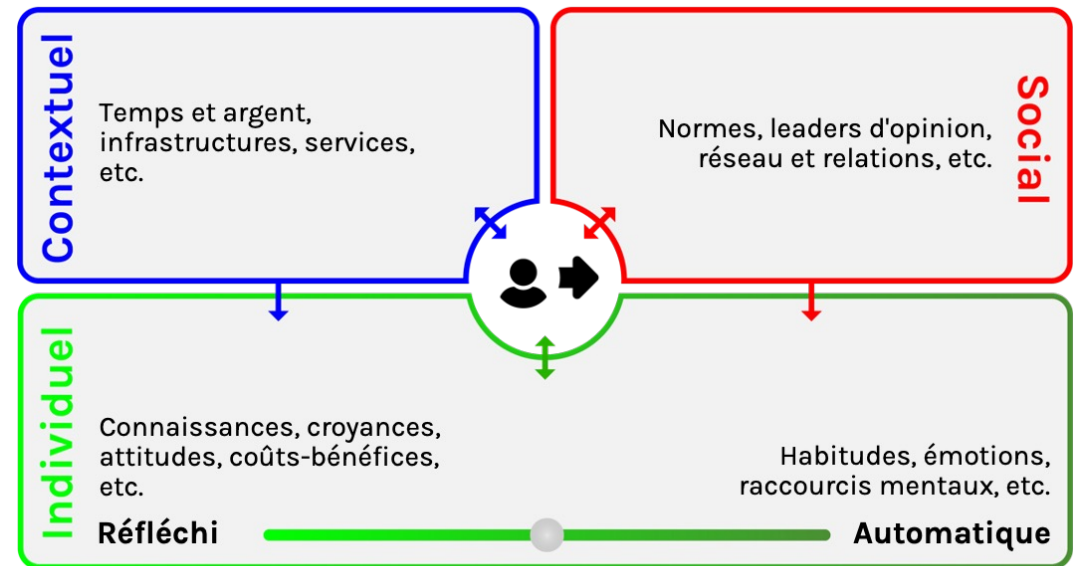 Contextuel
Temps et argent,
infrastructures, services,
etc.
Social
Normes, leaders d'opinion,
réseau et relations, etc.
Individuel
Connaissances, croyances,
attitudes, coûts-bénéfices,
etc.
Habitudes, émotions,
raccourcis mentaux, etc.
Réfléchi
Automatique